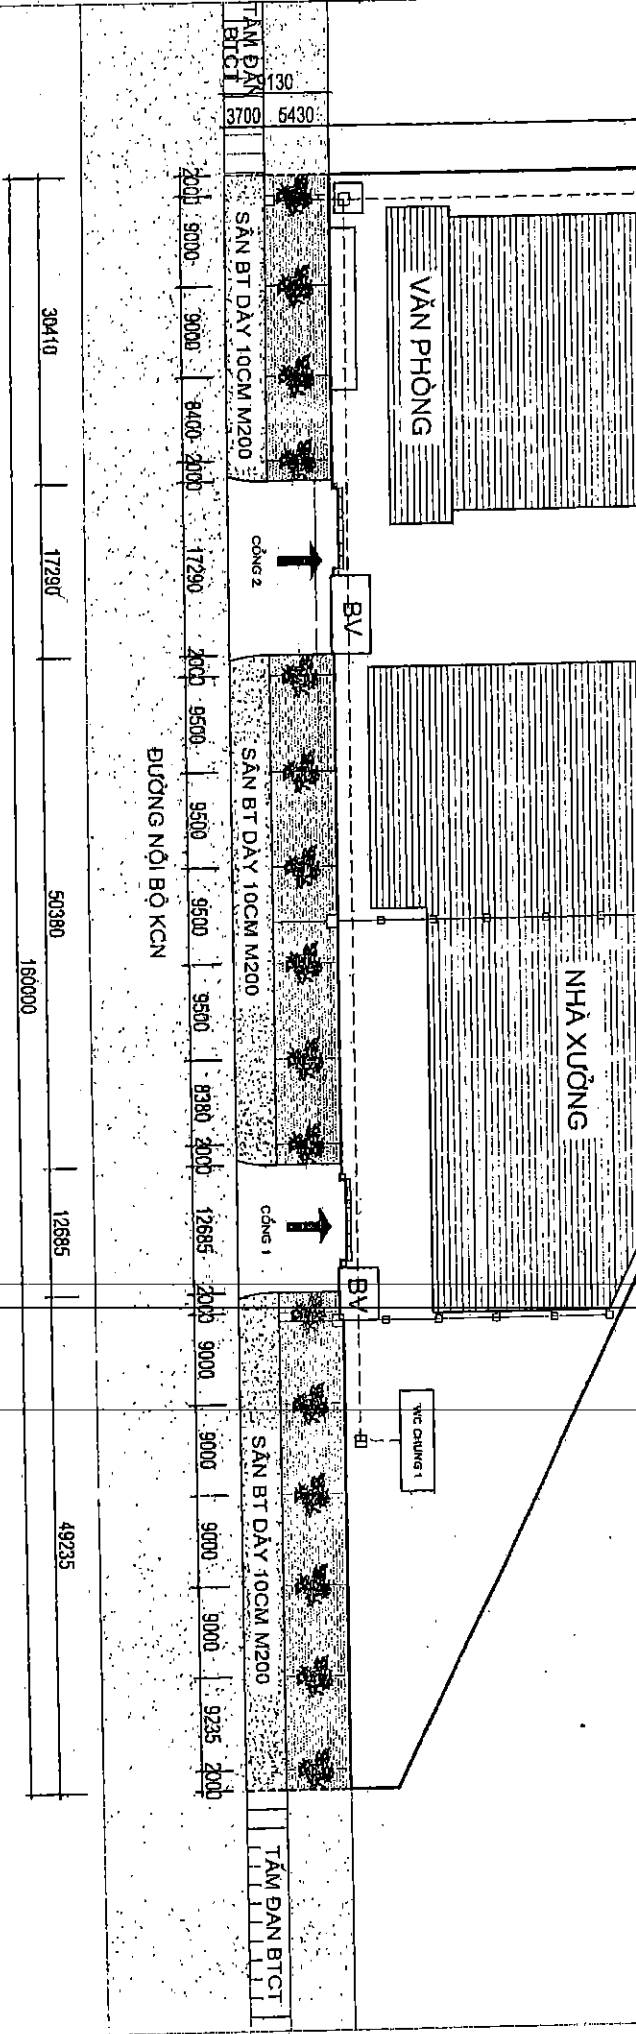 TẤM ĐAN
BTCT
9130
3700
5430
2000
9000
9000
8400
2000
17290
2000
9500
9500
9500
9500
8380
2000
12685
2000
9000
9000
9000
9000
9235
2000
30410
17290
50380
12685
49235
160000
SÂN BT DÀY 10CM M200
SÂN BT DÀY 10CM M200
SÂN BT DÀY 10CM M200
VĂN PHÒNG
CỔNG 2
BV
ĐƯỜNG NỘI BỘ KCN
NHÀ XƯỞNG
CỔNG 1
BV
WC CHUNG 1
TẤM ĐAN BTCT